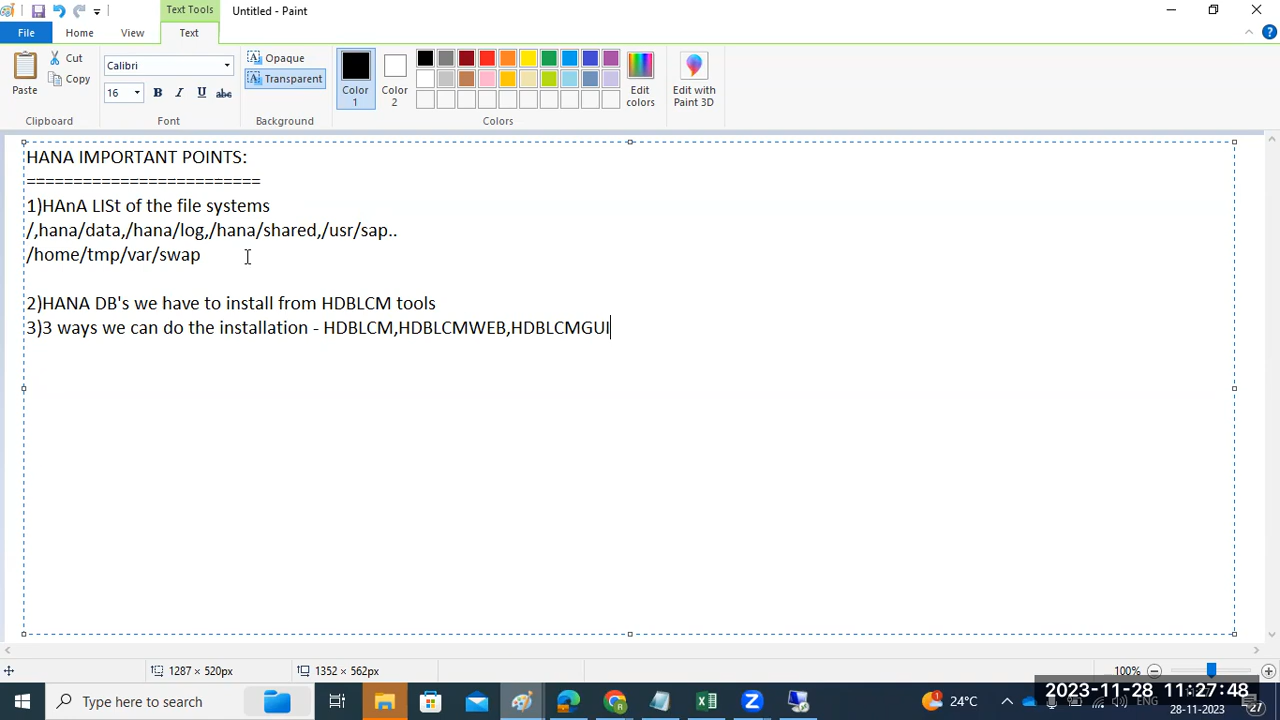 Text Tools
Untitled - Paint
File
Home
View
Text
Paste
Cut
Copy
Clipboard
Calibri
16
B I U abc
Font
Opaque
Transparent
Background
Color 1
Color 2
Edit colors
Colors
Edit with Paint 3D
HANA IMPORTANT POINTS:
=========================
1)HAnA LISt of the file systems
/,hana/data,/hana/log,/hana/shared,/usr/sap..
/home/tmp/var/swap
2)HANA DB's we have to install from HDBLCM tools
3)3 ways we can do the installation - HDBLCM,HDBLCMWEB,HDBLCMGUI
1287 × 520px
1352 × 562px
100%
Type here to search
24°C
ENG
2023-11-28 11:27:48
28-11-2023
27